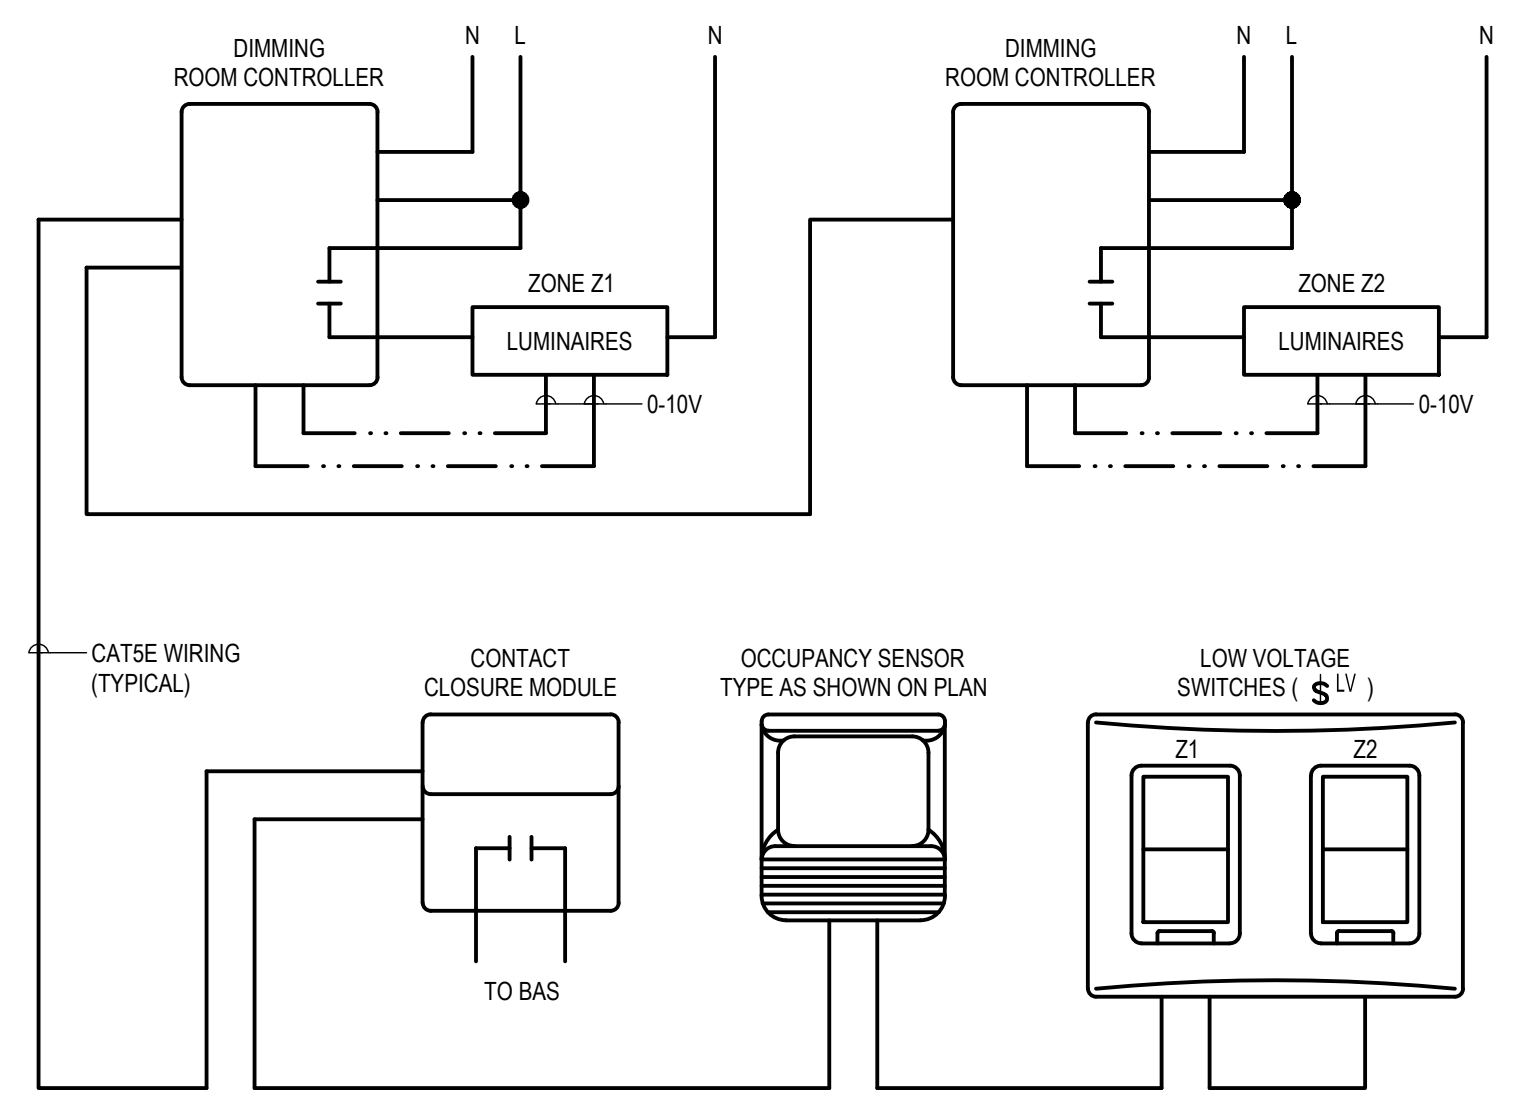 N L N
DIMMING
ROOM CONTROLLER
ZONE Z1
LUMINAIRES
0-10V
N L N
DIMMING
ROOM CONTROLLER
ZONE Z2
LUMINAIRES
0-10V
CAT5E WIRING
(TYPICAL)
CONTACT
CLOSURE MODULE
TO BAS
OCCUPANCY SENSOR
TYPE AS SHOWN ON PLAN
LOW VOLTAGE
SWITCHES ( $ LV )
Z1 Z2